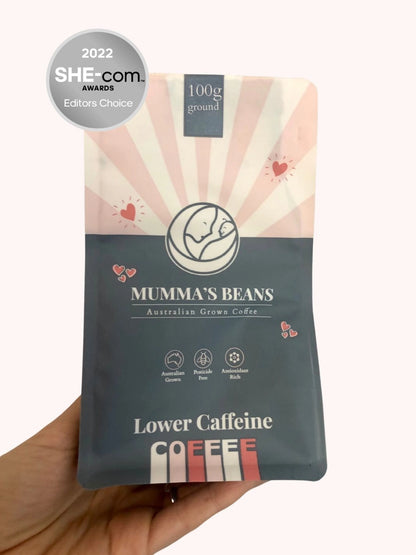 2022
SHE-com™
AWARDS
Editors Choice
100g
ground
MUMMA'S BEANS
Australian Grown Coffee
Australian Grown
Pesticide Free
Antioxidant Rich
Lower Caffeine
COFFEE